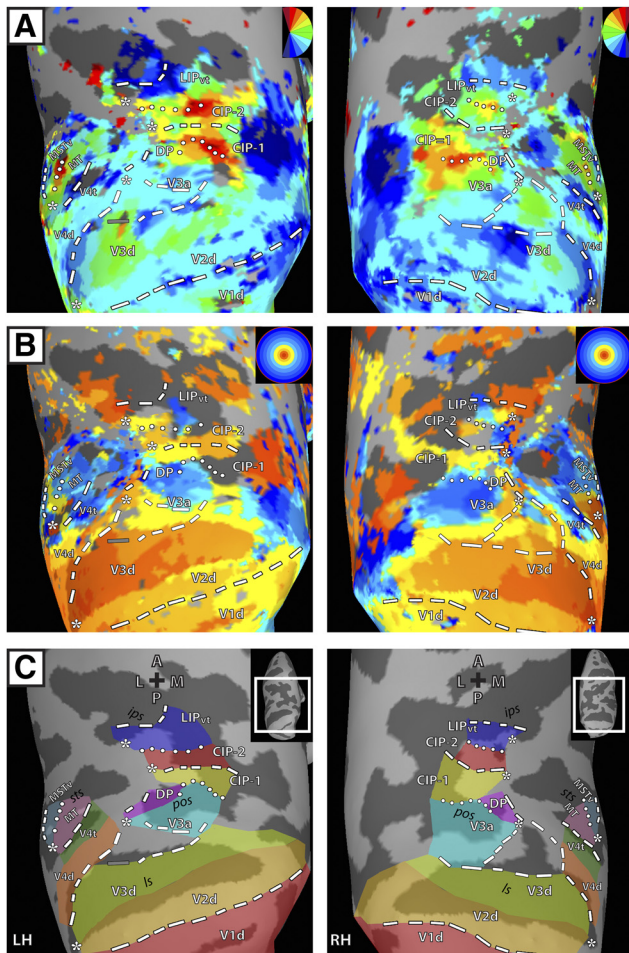 A
LIPvt
CIP-2
CIP-1
DP
V3a
MSTv
MT
V4t
V4d
V3d
V2d
V1d
LIPvt
CIP-2
CIP-1
DP
V3a
MSTv
MT
V4t
V4d
V3d
V2d
V1d
B
LIPvt
CIP-2
CIP-1
DP
V3a
MSTv
MT
V4t
V4d
V3d
V2d
V1d
LIPvt
CIP-2
CIP-1
DP
V3a
MSTv
MT
V4t
V4d
V3d
V2d
V1d
C
A
L M
P
ips
LIPvt
CIP-2
CIP-1
DP
pos
V3a
sts
MSTv
MT
V4t
V4d
V3d
ls
V2d
V1d
LH
A
L M
P
ips
LIPvt
CIP-2
CIP-1
DP
pos
V3a
sts
MSTv
MT
V4t
V4d
ls
V3d
V2d
V1d
RH